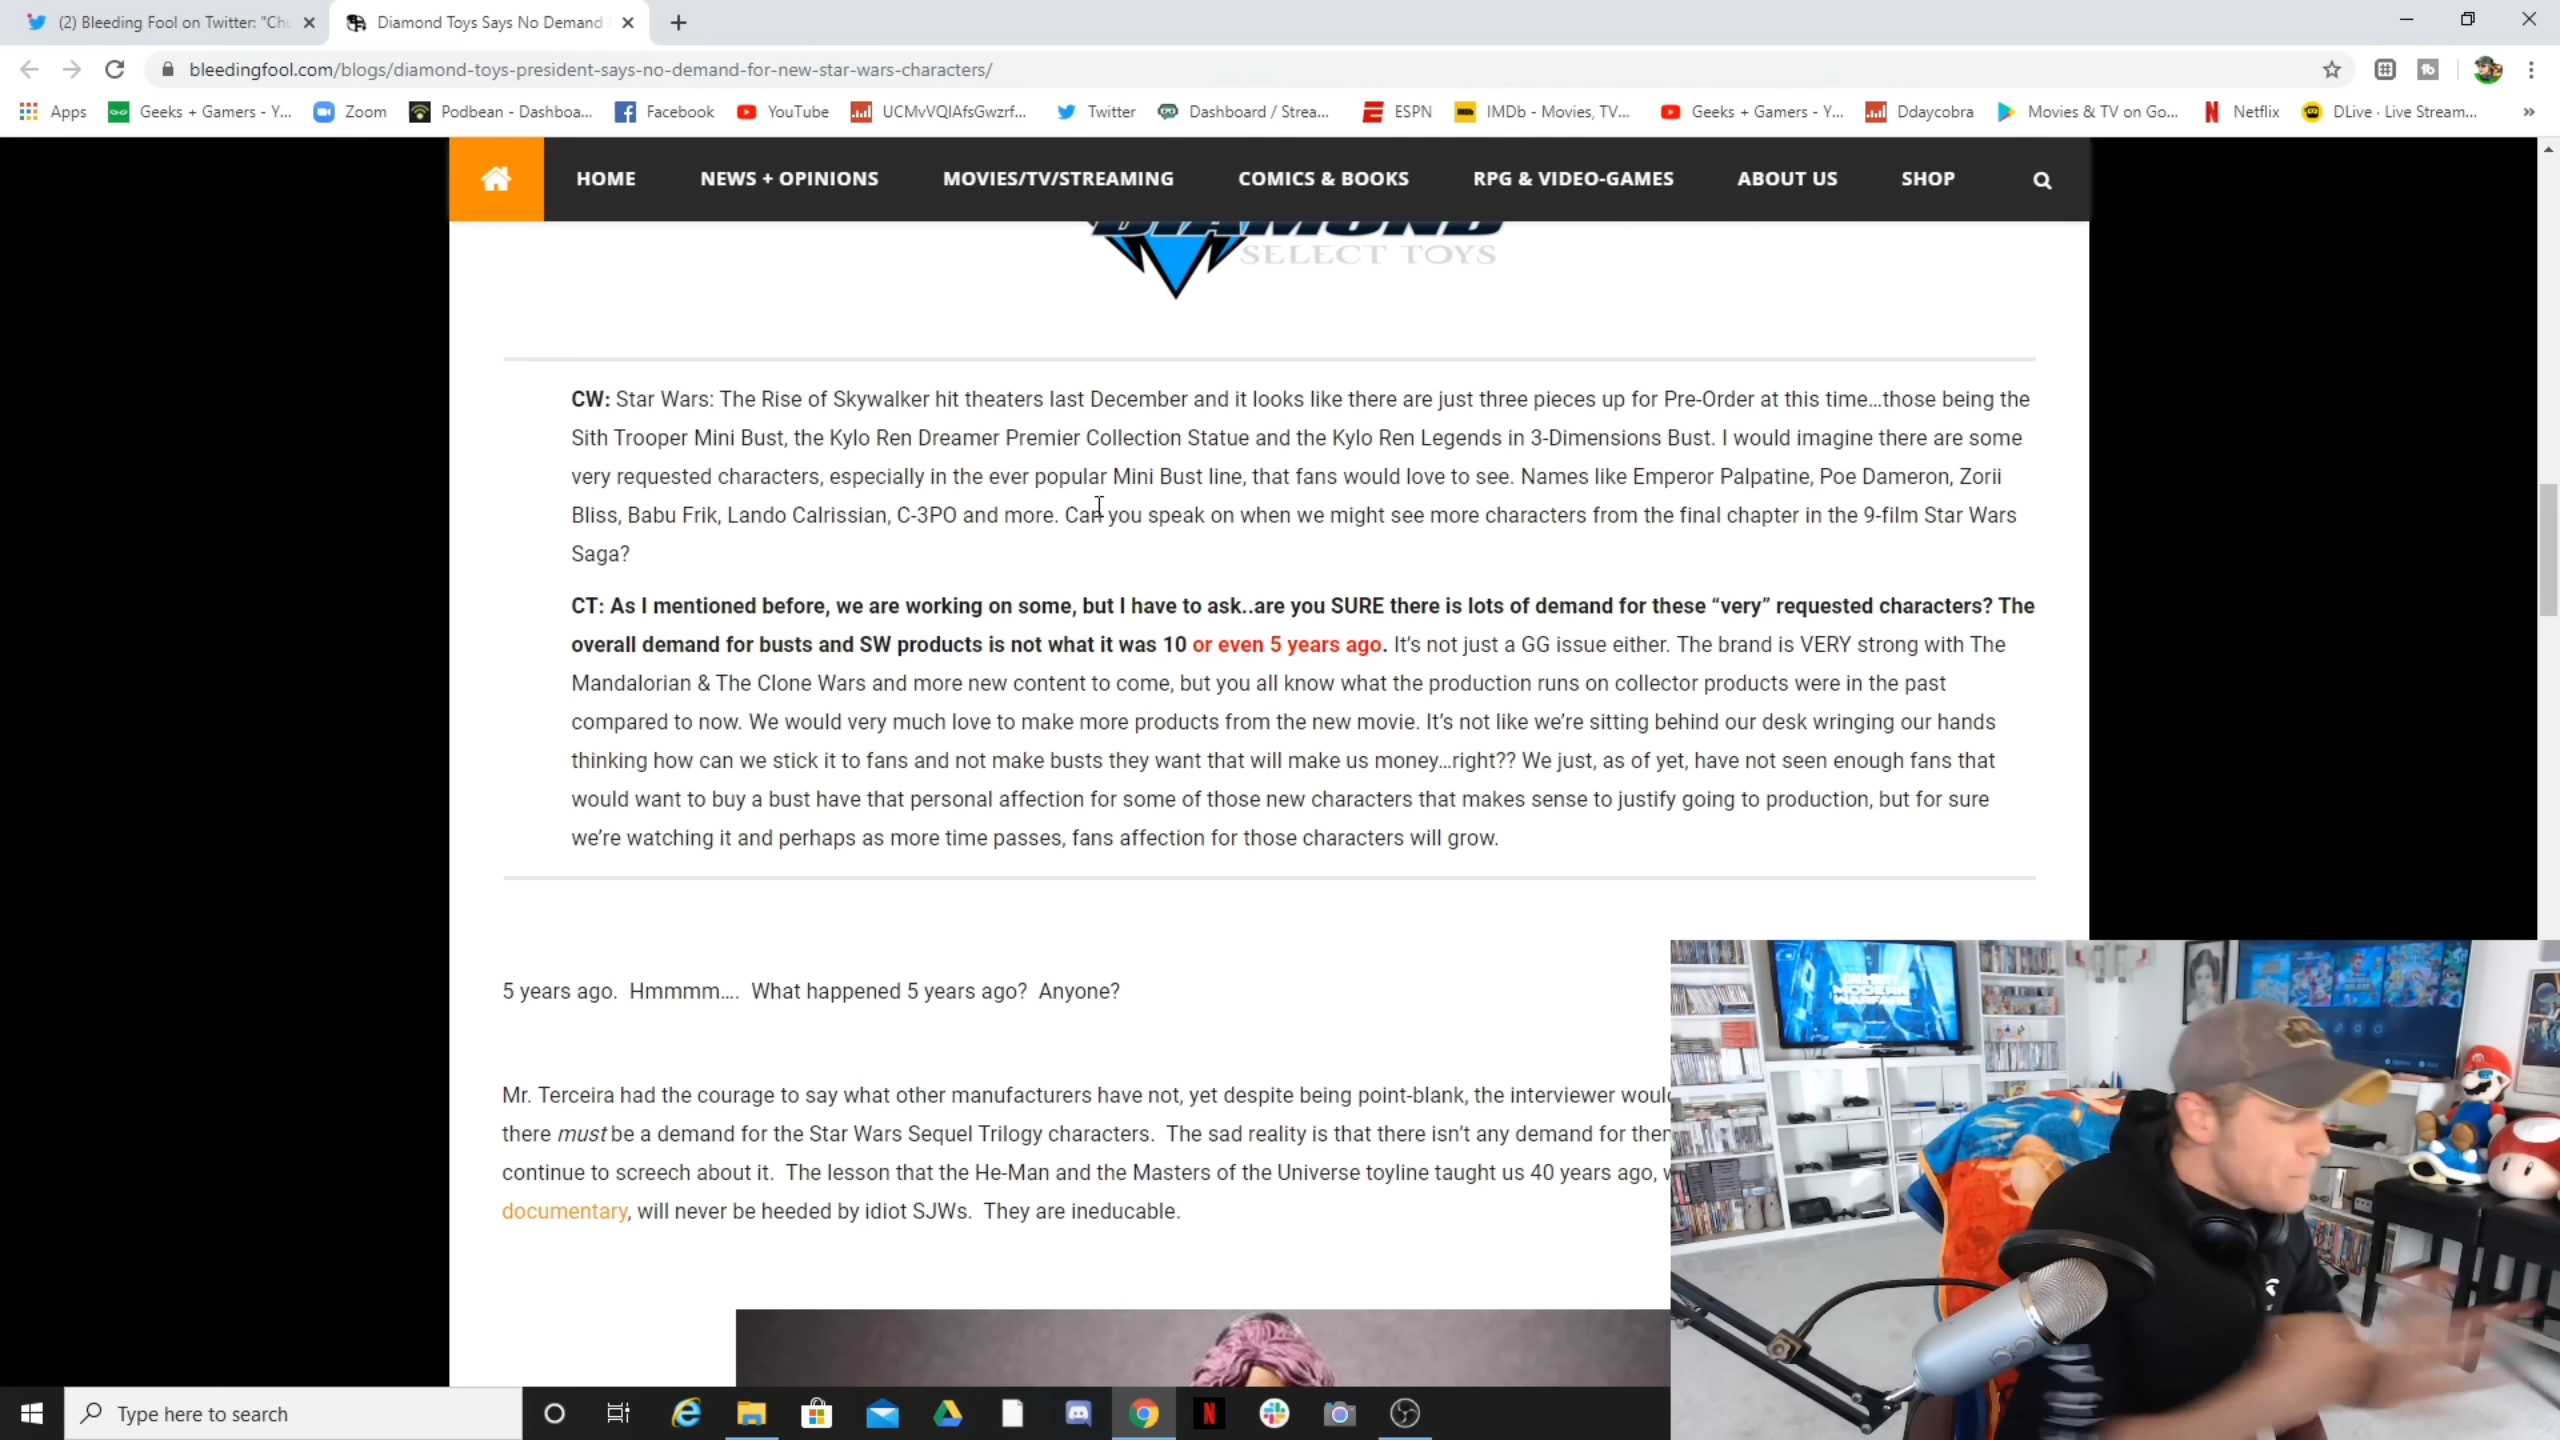 (2) Bleeding Fool on Twitter: "Chu
Diamond Toys Says No Demand
bleedingfool.com/blogs/diamond-toys-president-says-no-demand-for-new-star-wars-characters/
Apps Geeks + Gamers - Y... Zoom Podbean - Dashboa... Facebook YouTube UCMvVQIAfsGwzrf... Twitter Dashboard / Strea... ESPN IMDb - Movies, TV... Geeks + Gamers - Y... Ddaycobra Movies & TV on Go... Netflix DLive · Live Stream... »
HOME NEWS + OPINIONS MOVIES/TV/STREAMING COMICS & BOOKS RPG & VIDEO-GAMES ABOUT US SHOP
DIAMOND
SELECT TOYS
CW: Star Wars: The Rise of Skywalker hit theaters last December and it looks like there are just three pieces up for Pre-Order at this time…those being the
Sith Trooper Mini Bust, the Kylo Ren Dreamer Premier Collection Statue and the Kylo Ren Legends in 3-Dimensions Bust. I would imagine there are some
very requested characters, especially in the ever popular Mini Bust line, that fans would love to see. Names like Emperor Palpatine, Poe Dameron, Zorii
Bliss, Babu Frik, Lando Calrissian, C-3PO and more. Can you speak on when we might see more characters from the final chapter in the 9-film Star Wars
Saga?
CT: As I mentioned before, we are working on some, but I have to ask..are you SURE there is lots of demand for these “very” requested characters? The
overall demand for busts and SW products is not what it was 10 or even 5 years ago. It’s not just a GG issue either. The brand is VERY strong with The
Mandalorian & The Clone Wars and more new content to come, but you all know what the production runs on collector products were in the past
compared to now. We would very much love to make more products from the new movie. It’s not like we’re sitting behind our desk wringing our hands
thinking how can we stick it to fans and not make busts they want that will make us money…right?? We just, as of yet, have not seen enough fans that
would want to buy a bust have that personal affection for some of those new characters that makes sense to justify going to production, but for sure
we’re watching it and perhaps as more time passes, fans affection for those characters will grow.
5 years ago. Hmmmm…. What happened 5 years ago? Anyone?
Mr. Terceira had the courage to say what other manufacturers have not, yet despite being point-blank, the interviewer would
there must be a demand for the Star Wars Sequel Trilogy characters. The sad reality is that there isn’t any demand for them
continue to screech about it. The lesson that the He-Man and the Masters of the Universe toyline taught us 40 years ago, w
documentary, will never be heeded by idiot SJWs. They are ineducable.
MODERN
WARFARE
Type here to search